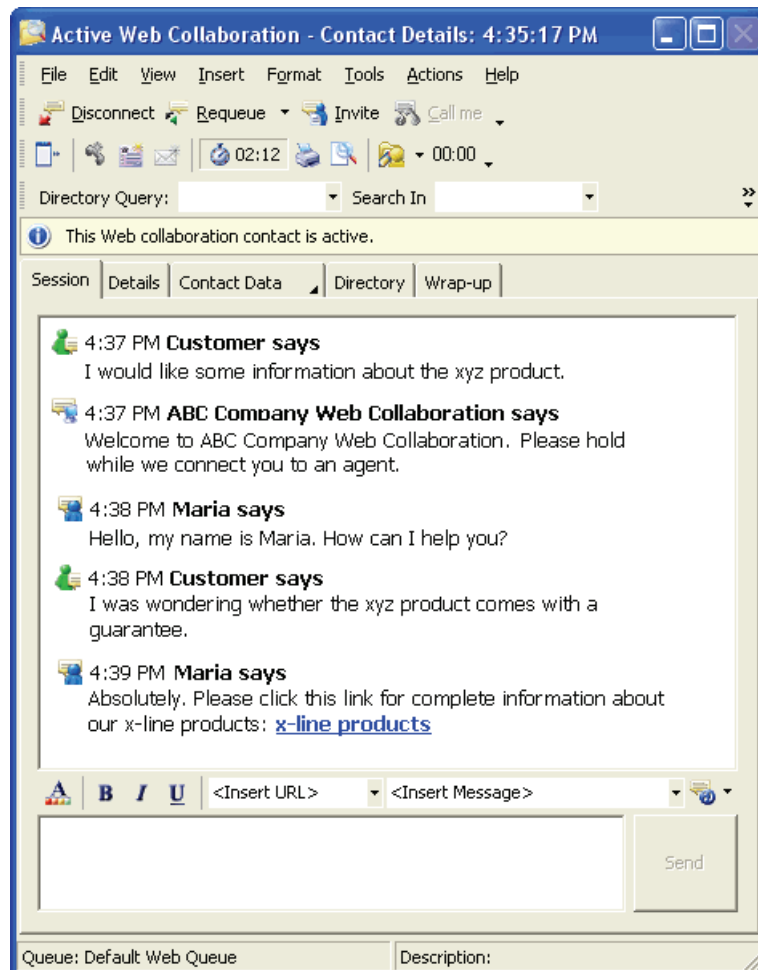 Active Web Collaboration - Contact Details: 4:35:17 PM
File Edit View Insert Format Tools Actions Help
Disconnect Requeue Invite Call me
02:12 00:00
Directory Query: Search In
This Web collaboration contact is active.
Session Details Contact Data Directory Wrap-up
4:37 PM Customer says
I would like some information about the xyz product.
4:37 PM ABC Company Web Collaboration says
Welcome to ABC Company Web Collaboration. Please hold
while we connect you to an agent.
4:38 PM Maria says
Hello, my name is Maria. How can I help you?
4:38 PM Customer says
I was wondering whether the xyz product comes with a
guarantee.
4:39 PM Maria says
Absolutely. Please click this link for complete information about
our x-line products: x-line products
A B I U <Insert URL> <Insert Message>
Send
Queue: Default Web Queue Description: